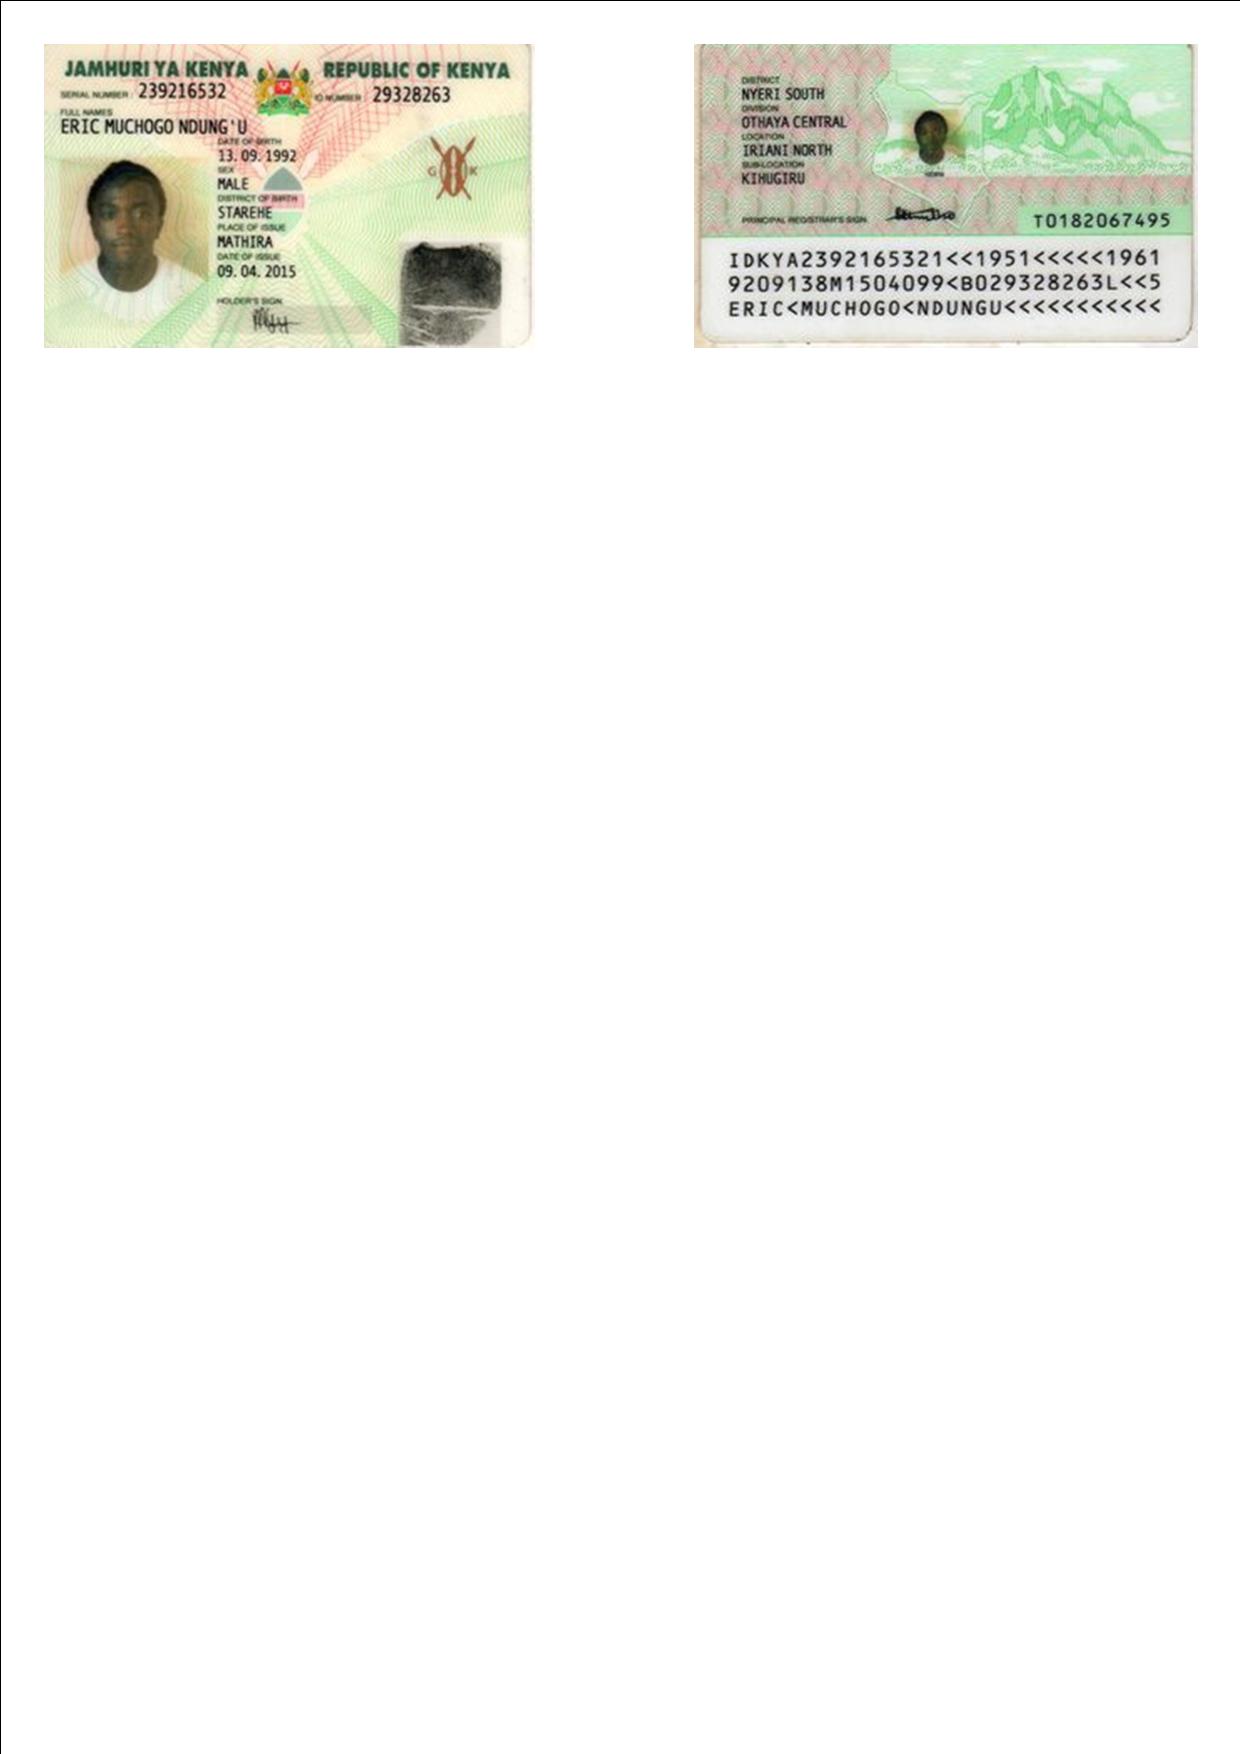 JAMHURI YA KENYA REPUBLIC OF KENYA
SERIAL NUMBER: 239216532 ID NUMBER: 29328263
FULL NAMES
ERIC MUCHOGO NDUNG'U
DATE OF BIRTH
13.09.1992
SEX
MALE
DISTRICT OF BIRTH
STAREHE
PLACE OF ISSUE
MATHIRA
DATE OF ISSUE
09.04.2015
HOLDER'S SIGN.
G K
DISTRICT
NYERI SOUTH
DIVISION
OTHAYA CENTRAL
LOCATION
IRIANI NORTH
SUB-LOCATION
KIHUGIRU
PRINCIPAL REGISTRAR'S SIGN.
T0182067495
IDKYA2392165321<<1951<<<<<1961
9209138M1504099<B029328263L<<5
ERIC<MUCHOGO<NDUNGU<<<<<<<<<<<